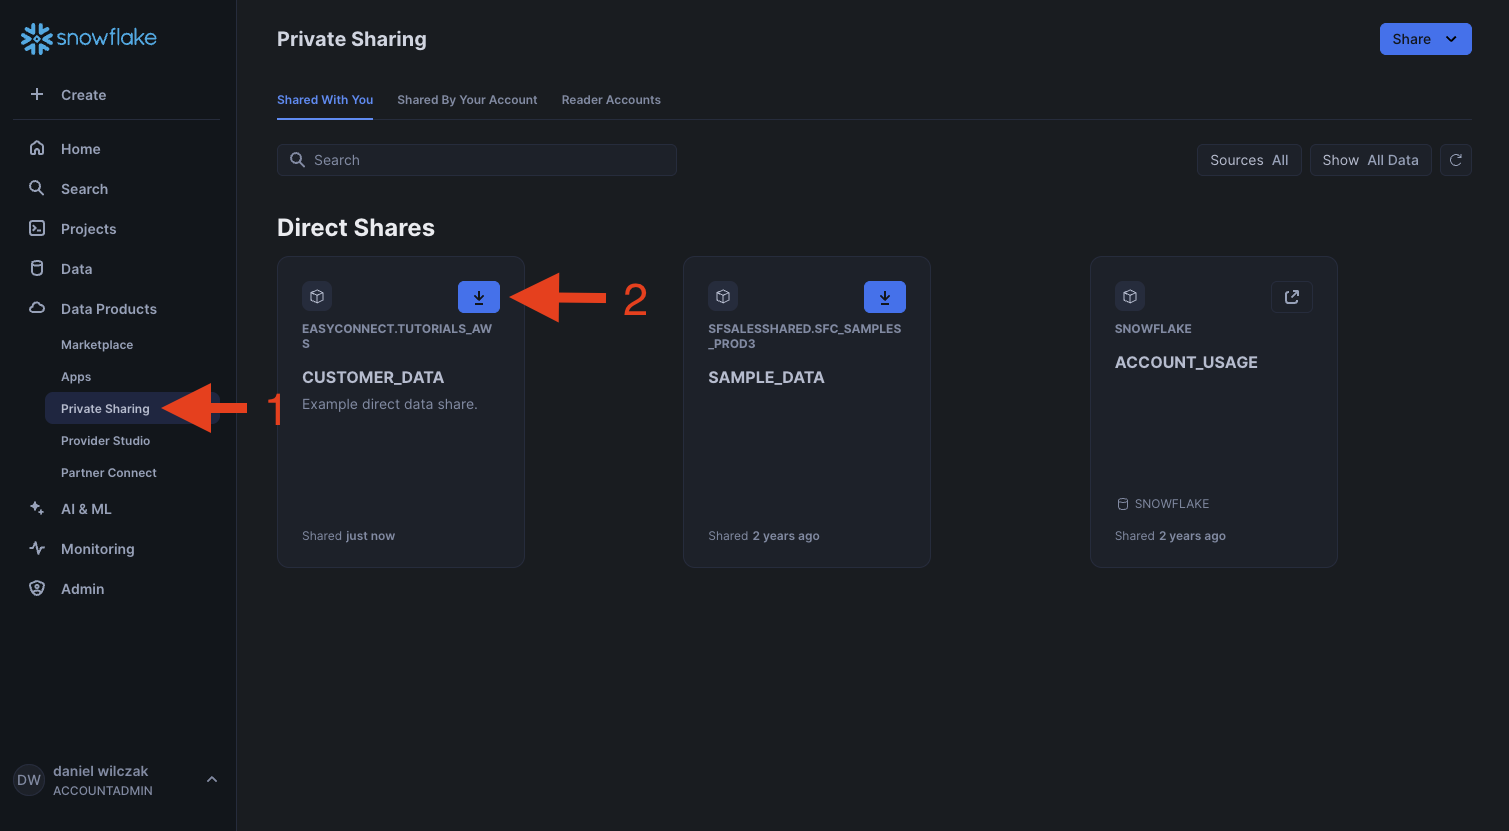 snowflake
Create
Home
Search
Projects
Data
Data Products
Marketplace
Apps
Private Sharing
Provider Studio
Partner Connect
AI & ML
Monitoring
Admin
DW
daniel wilczak
ACCOUNTADMIN
1
Private Sharing
Share
Shared With You
Shared By Your Account
Reader Accounts
Search
Sources All
Show All Data
Direct Shares
2
EASYCONNECT.TUTORIALS_AW
S
CUSTOMER_DATA
Example direct data share.
Shared just now
SFSALESSHARED.SFC_SAMPLES
_PROD3
SAMPLE_DATA
Shared 2 years ago
SNOWFLAKE
ACCOUNT_USAGE
SNOWFLAKE
Shared 2 years ago